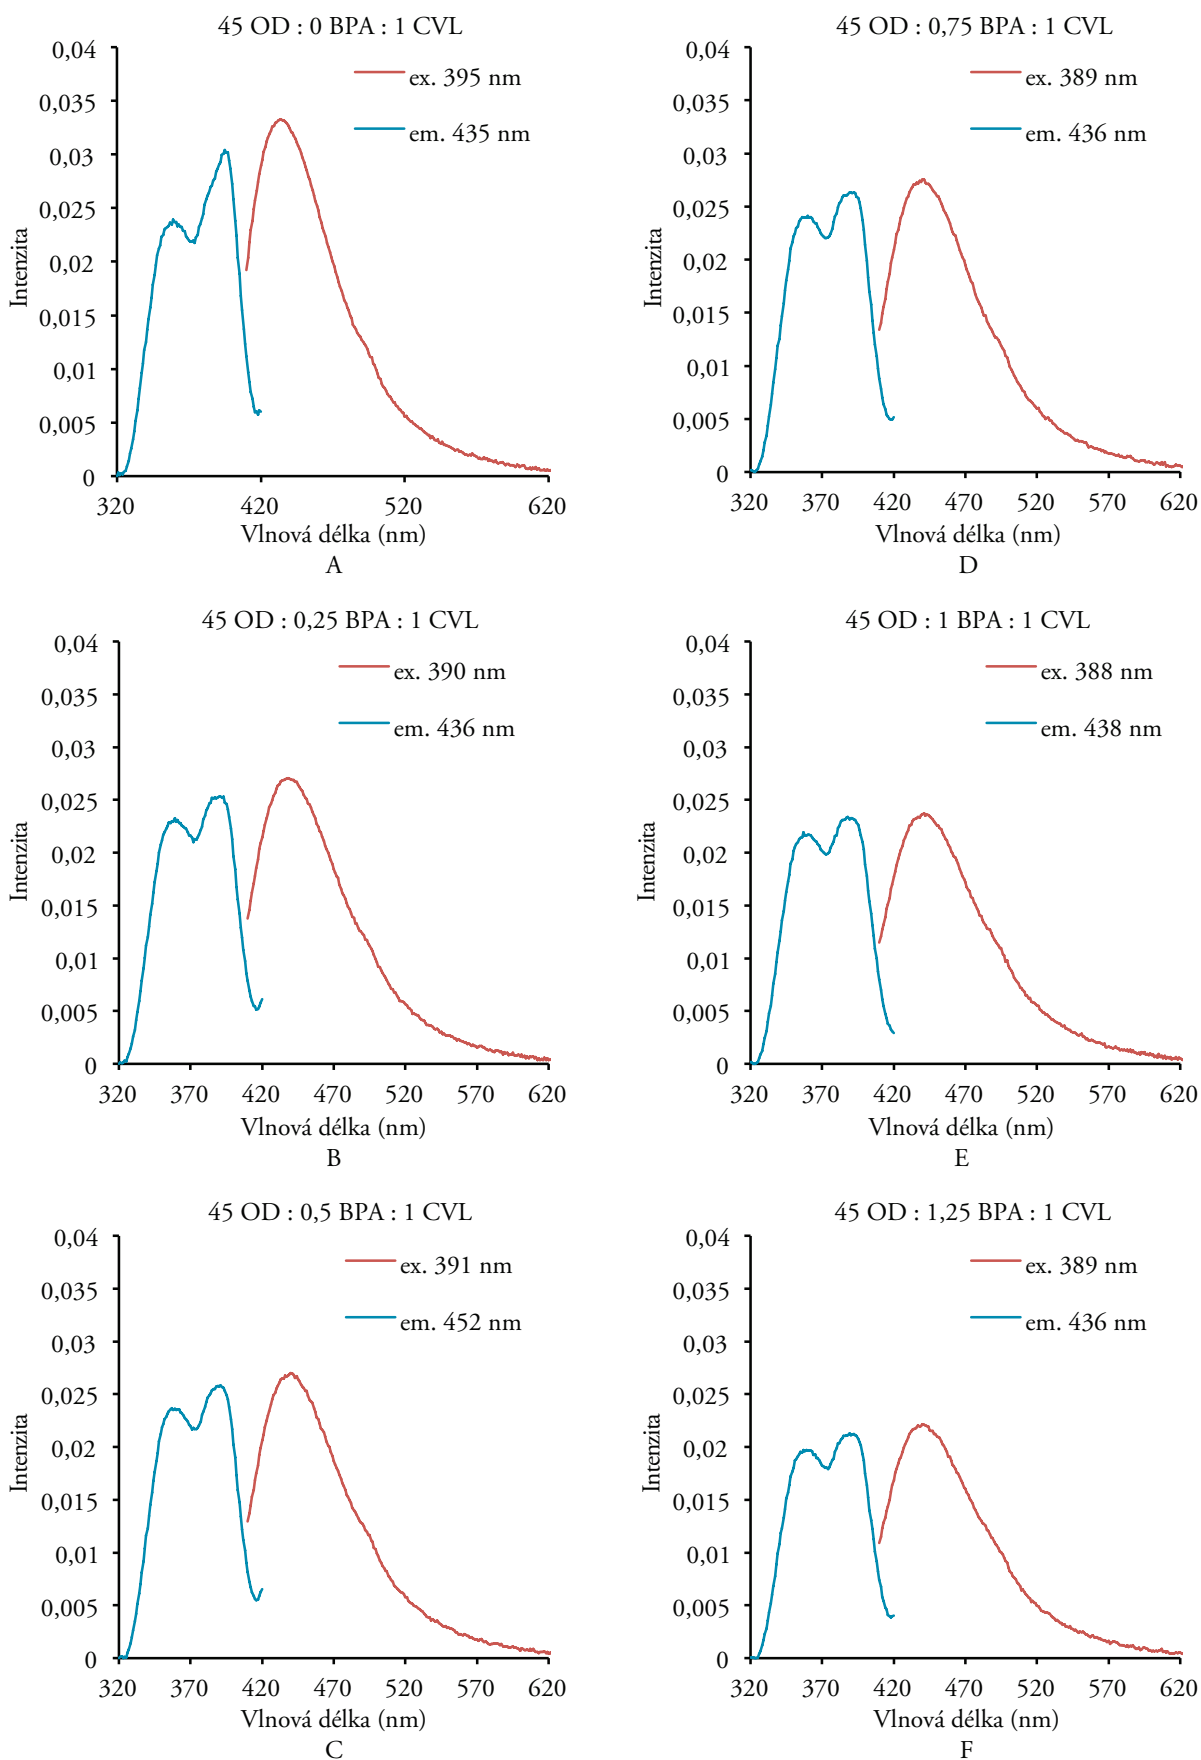 45 OD : 0 BPA : 1 CVL
0,04
0,035
0,03
0,025
0,02
0,015
0,01
0,005
0
Intenzita
ex. 395 nm
em. 435 nm
320 420 520 620
Vlnová délka (nm)
A
45 OD : 0,75 BPA : 1 CVL
0,04
0,035
0,03
0,025
0,02
0,015
0,01
0,005
0
Intenzita
ex. 389 nm
em. 436 nm
320 370 420 470 520 570 620
Vlnová délka (nm)
D
45 OD : 0,25 BPA : 1 CVL
0,04
0,035
0,03
0,025
0,02
0,015
0,01
0,005
0
Intenzita
ex. 390 nm
em. 436 nm
320 370 420 470 520 570 620
Vlnová délka (nm)
B
45 OD : 1 BPA : 1 CVL
0,04
0,035
0,03
0,025
0,02
0,015
0,01
0,005
0
Intenzita
ex. 388 nm
em. 438 nm
320 370 420 470 520 570 620
Vlnová délka (nm)
E
45 OD : 0,5 BPA : 1 CVL
0,04
0,035
0,03
0,025
0,02
0,015
0,01
0,005
0
Intenzita
ex. 391 nm
em. 452 nm
320 370 420 470 520 570 620
Vlnová délka (nm)
C
45 OD : 1,25 BPA : 1 CVL
0,04
0,035
0,03
0,025
0,02
0,015
0,01
0,005
0
Intenzita
ex. 389 nm
em. 436 nm
320 370 420 470 520 570 620
Vlnová délka (nm)
F